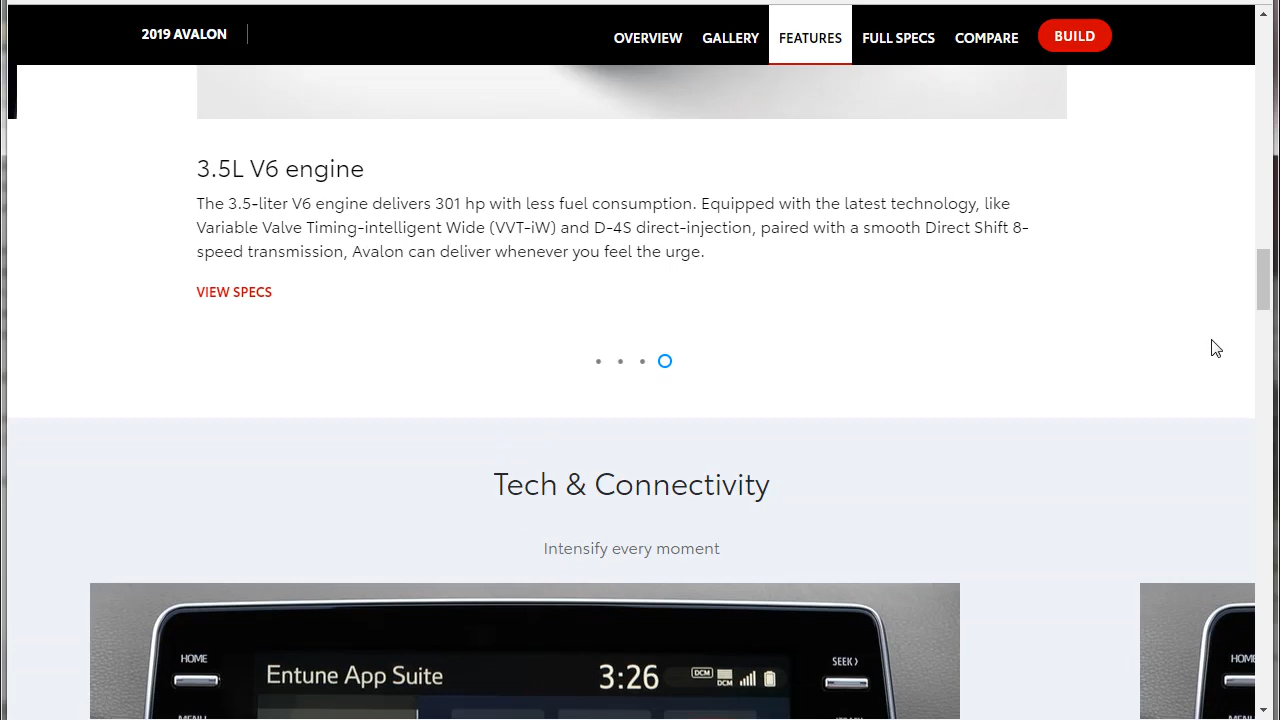 2019 AVALON
OVERVIEW GALLERY FEATURES FULL SPECS COMPARE BUILD
3.5L V6 engine
The 3.5-liter V6 engine delivers 301 hp with less fuel consumption. Equipped with the latest technology, like
Variable Valve Timing-intelligent Wide (VVT-iW) and D-4S direct-injection, paired with a smooth Direct Shift 8-
speed transmission, Avalon can deliver whenever you feel the urge.
VIEW SPECS
Tech & Connectivity
Intensify every moment
HOME
Entune App Suite 3:26 DCM
DCM
SEEK
HOME
MENU